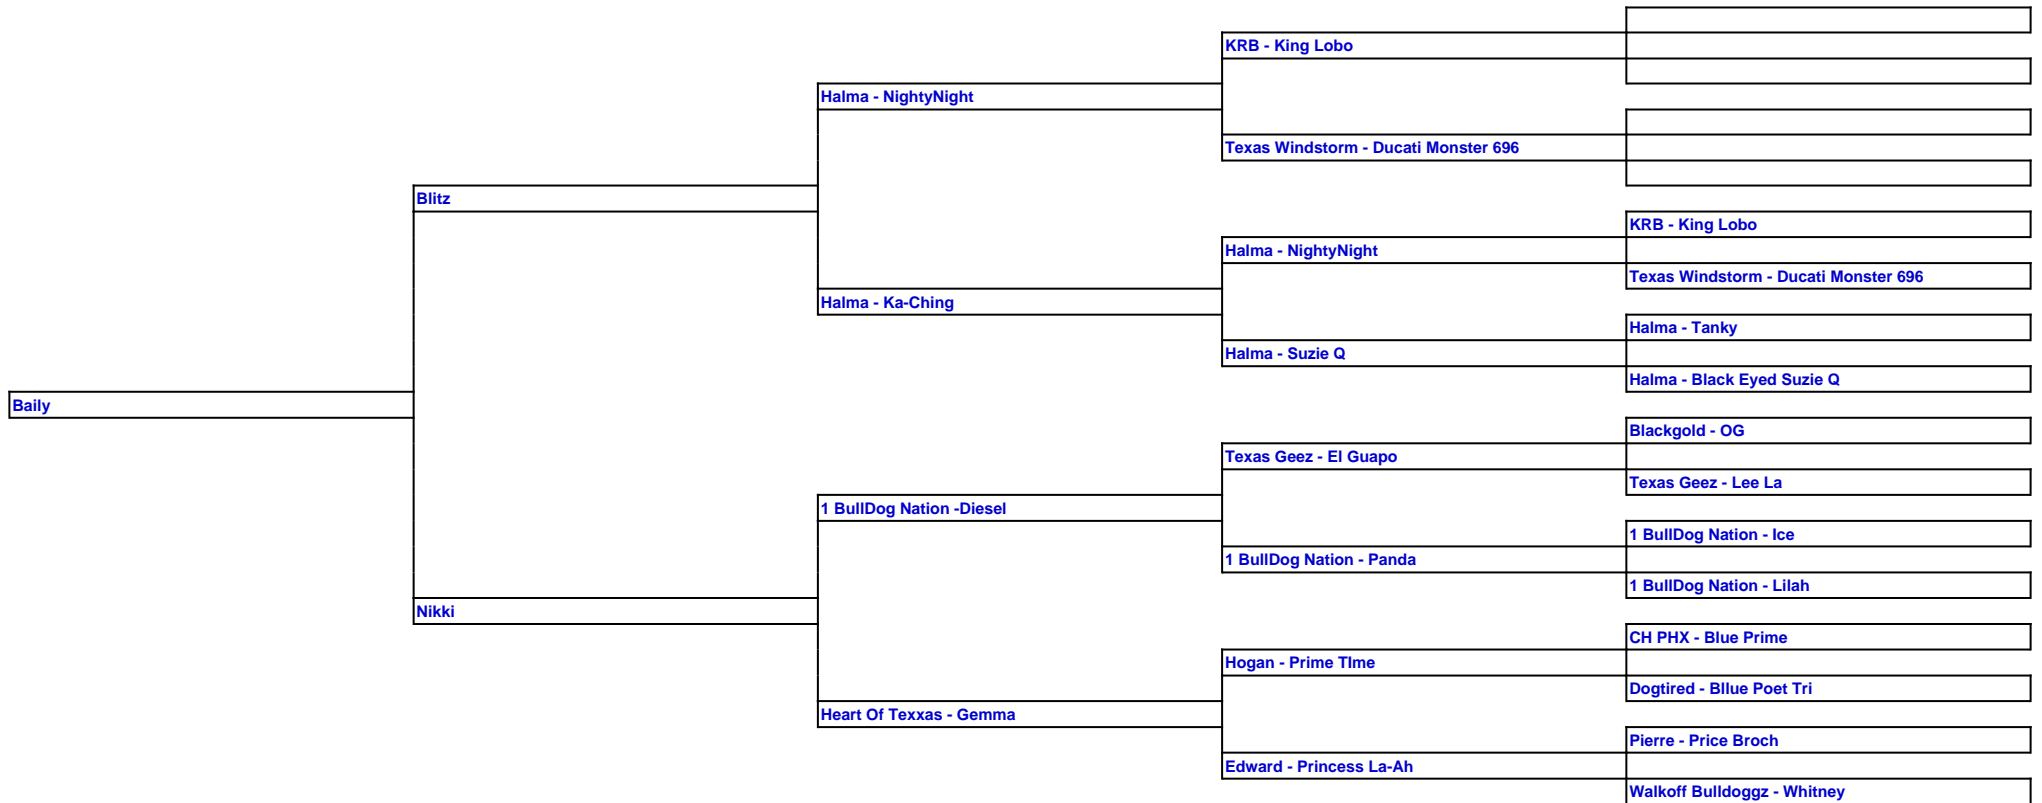 KRB - King Lobo
Halma - NightyNight
Texas Windstorm - Ducati Monster 696
Blitz
KRB - King Lobo
Halma - NightyNight
Texas Windstorm - Ducati Monster 696
Halma - Ka-Ching
Halma - Tanky
Halma - Suzie Q
Halma - Black Eyed Suzie Q
Baily
Blackgold - OG
Texas Geez - El Guapo
Texas Geez - Lee La
1 BullDog Nation -Diesel
1 BullDog Nation - Ice
1 BullDog Nation - Panda
1 BullDog Nation - Lilah
Nikki
CH PHX - Blue Prime
Hogan - Prime TIme
Dogtired - Bllue Poet Tri
Heart Of Texxas - Gemma
Pierre - Price Broch
Edward - Princess La-Ah
Walkoff Bulldoggz - Whitney